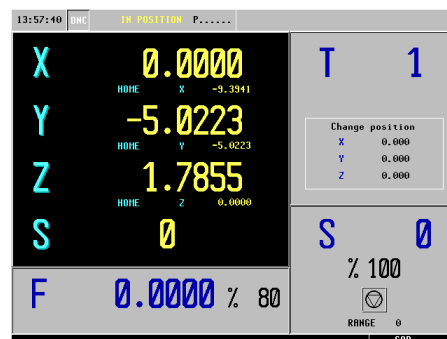 13:57:40 DNC IN POSITION P......
X 0.0000
HOME X -9.3941
Y -5.0223
HOME Y -5.0223
Z 1.7855
HOME Z 0.0000
S 0
F 0.0000 % 80
T 1
Change position
X 0.000
Y 0.000
Z 0.000
S 0
% 100
RANGE 0
CAP